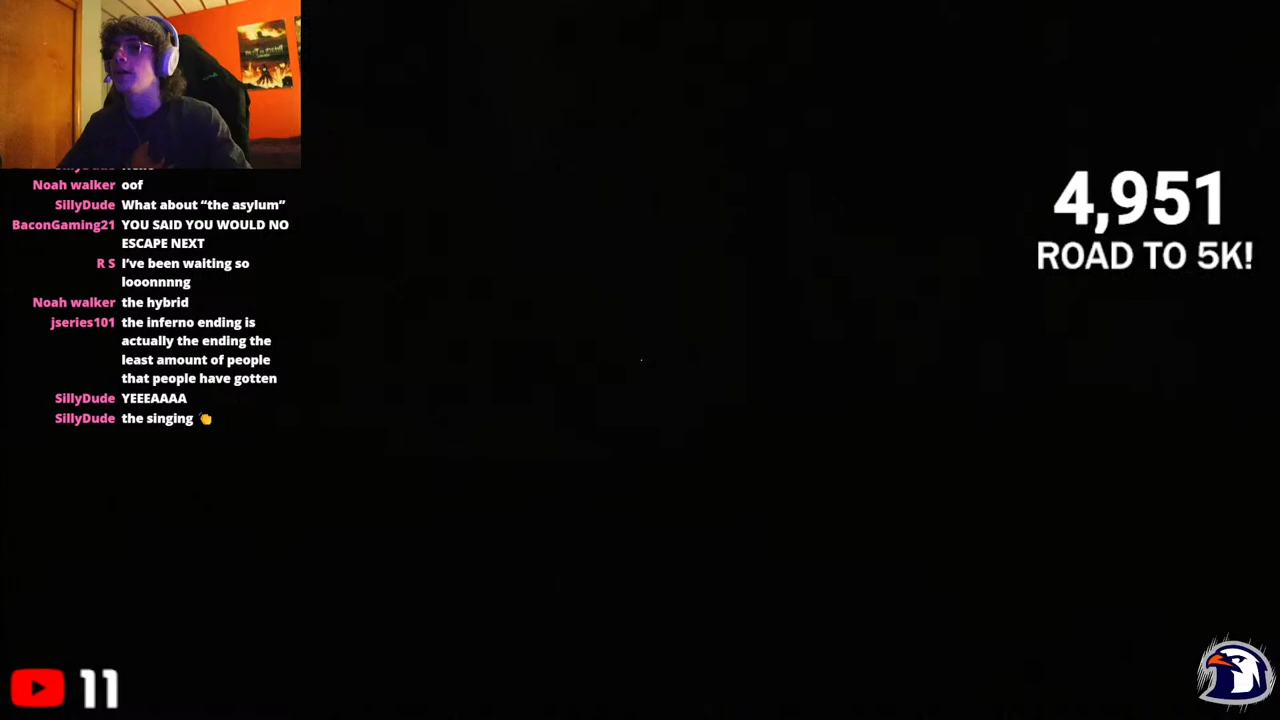 Noah walker oof
SillyDude What about “the asylum”
BaconGaming21 YOU SAID YOU WOULD NO
ESCAPE NEXT
R S I’ve been waiting so
looonnnng
Noah walker the hybrid
jseries101 the inferno ending is
actually the ending the
least amount of people
that people have gotten
SillyDude YEEEAAAA
SillyDude the singing 👏
4,951
ROAD TO 5K!
11